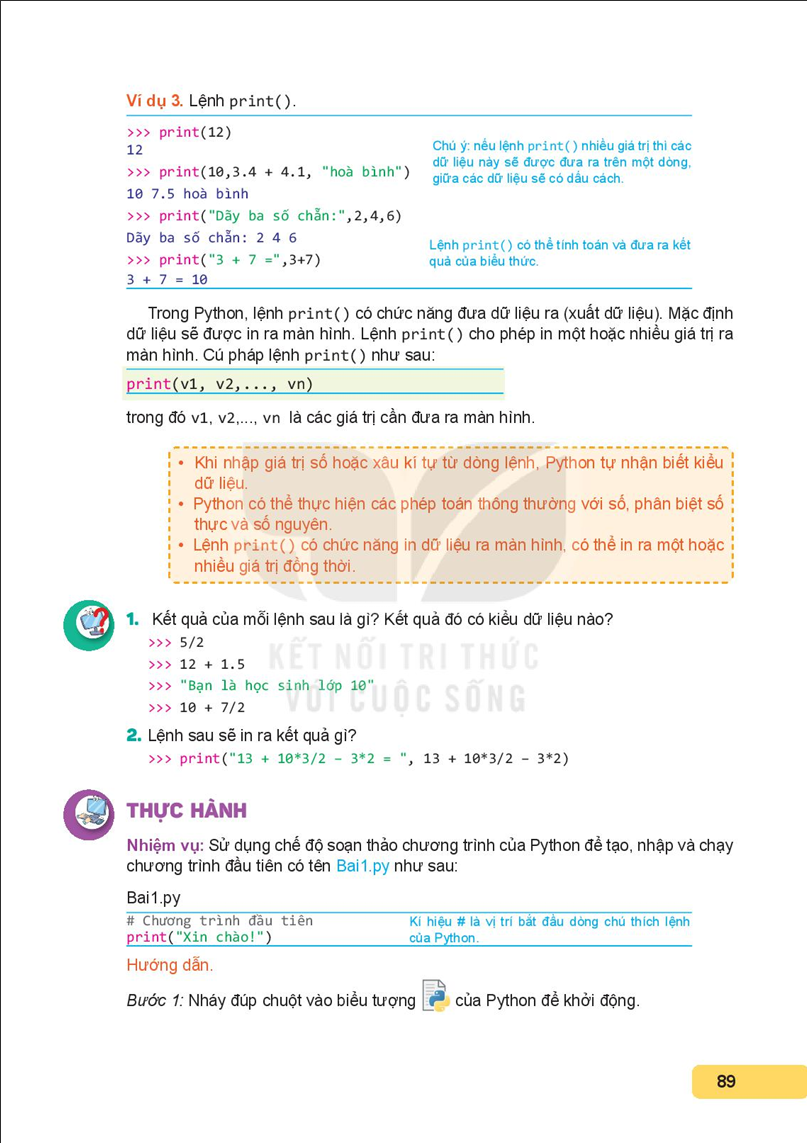 Ví dụ 3. Lệnh print().
>>> print(12)
12
>>> print(10,3.4 + 4.1, "hoà bình")
10 7.5 hoà bình
>>> print("Dãy ba số chẵn:",2,4,6)
Dãy ba số chẵn: 2 4 6
>>> print("3 + 7 =",3+7)
3 + 7 = 10
Chú ý: nếu lệnh print() nhiều giá trị thì các
dữ liệu này sẽ được đưa ra trên một dòng,
giữa các dữ liệu sẽ có dấu cách.
Lệnh print() có thể tính toán và đưa ra kết
quả của biểu thức.
Trong Python, lệnh print() có chức năng đưa dữ liệu ra (xuất dữ liệu). Mặc định
dữ liệu sẽ được in ra màn hình. Lệnh print() cho phép in một hoặc nhiều giá trị ra
màn hình. Cú pháp lệnh print() như sau:
print(v1, v2,..., vn)
trong đó v1, v2,..., vn là các giá trị cần đưa ra màn hình.
• Khi nhập giá trị số hoặc xâu kí tự từ dòng lệnh, Python tự nhận biết kiểu
dữ liệu.
• Python có thể thực hiện các phép toán thông thường với số, phân biệt số
thực và số nguyên.
• Lệnh print() có chức năng in dữ liệu ra màn hình, có thể in ra một hoặc
nhiều giá trị đồng thời.
1. Kết quả của mỗi lệnh sau là gì? Kết quả đó có kiểu dữ liệu nào?
>>> 5/2
>>> 12 + 1.5
>>> "Bạn là học sinh lớp 10"
>>> 10 + 7/2
KẾT NỐI TRI THỨC
VỚI CUỘC SỐNG
2. Lệnh sau sẽ in ra kết quả gì?
>>> print("13 + 10*3/2 – 3*2 = ", 13 + 10*3/2 – 3*2)
THỰC HÀNH
Nhiệm vụ: Sử dụng chế độ soạn thảo chương trình của Python để tạo, nhập và chạy
chương trình đầu tiên có tên Bai1.py như sau:
Bai1.py
# Chương trình đầu tiên
print("Xin chào!")
Kí hiệu # là vị trí bắt đầu dòng chú thích lệnh
của Python.
Hướng dẫn.
Bước 1: Nháy đúp chuột vào biểu tượng của Python để khởi động.
89